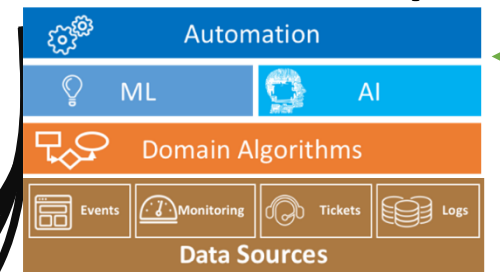 Automation
ML AI
Domain Algorithms
Events Monitoring Tickets Logs
Data Sources